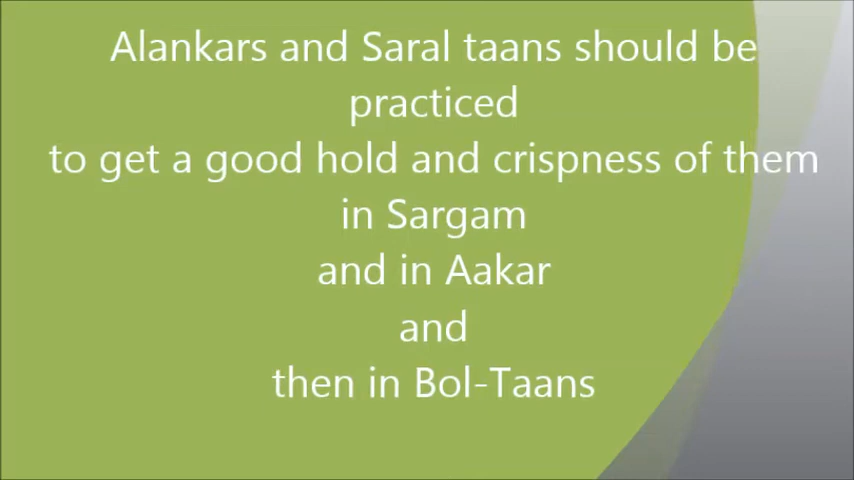 Alankars and Saral taans should be
practiced
to get a good hold and crispness of them
in Sargam
and in Aakar
and
then in Bol-Taans